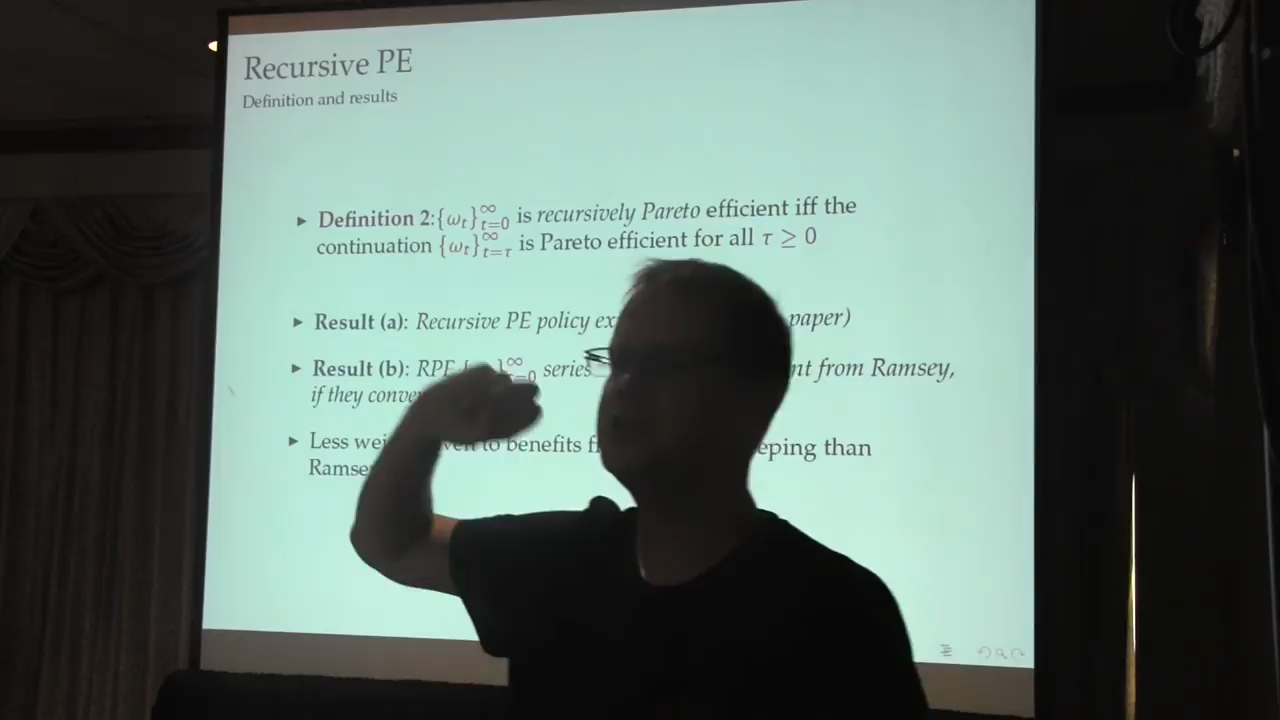 Recursive PE
Definition and results
▸ Definition 2:{ω_t}_{t=0}^∞ is recursively Pareto efficient iff the
continuation {ω_t}_{t=τ}^∞ is Pareto efficient for all τ ≥ 0
▸ Result (a): Recursive PE policy ex paper)
▸ Result (b): RPE series nt from Ramsey,
if they conve
▸ Less wei to benefits f eping than
Ramse